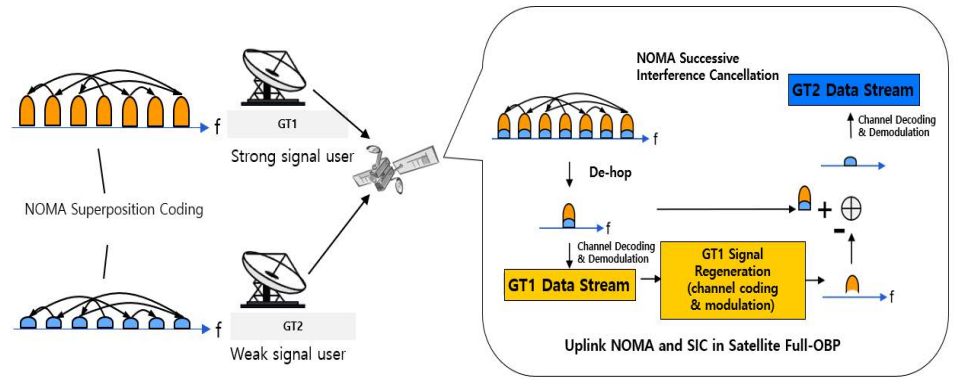 f
GT1
Strong signal user
NOMA Superposition Coding
f
GT2
Weak signal user
NOMA Successive
Interference Cancellation
GT2 Data Stream
Channel Decoding
& Demodulation
f
De-hop
f
+
-
Channel Decoding
& Demodulation
GT1 Data Stream
GT1 Signal
Regeneration
(channel coding
& modulation)
f
Uplink NOMA and SIC in Satellite Full-OBP